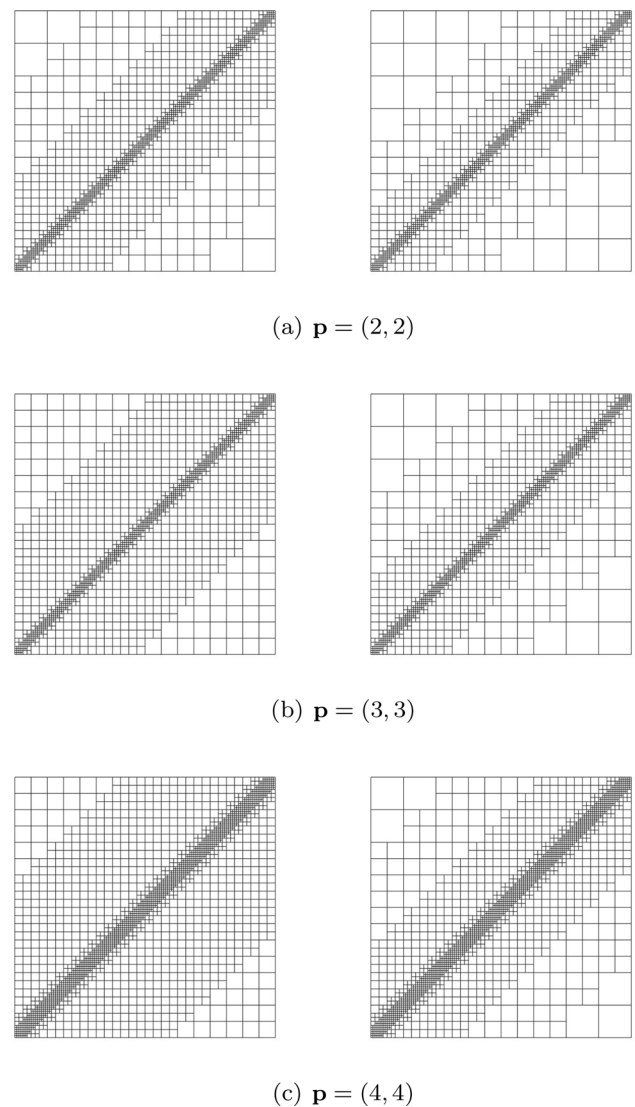 (a) p = (2, 2)
(b) p = (3, 3)
(c) p = (4, 4)